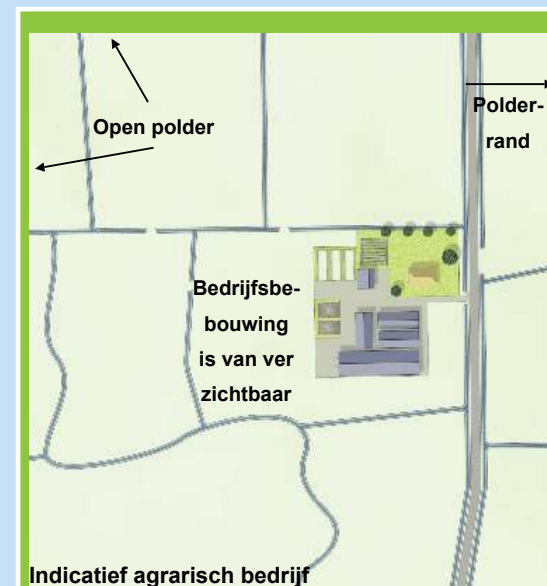 Open polder
Polder-
rand
Bedrijfsbe-
bouwing
is van ver
zichtbaar
Indicatief agrarisch bedrijf